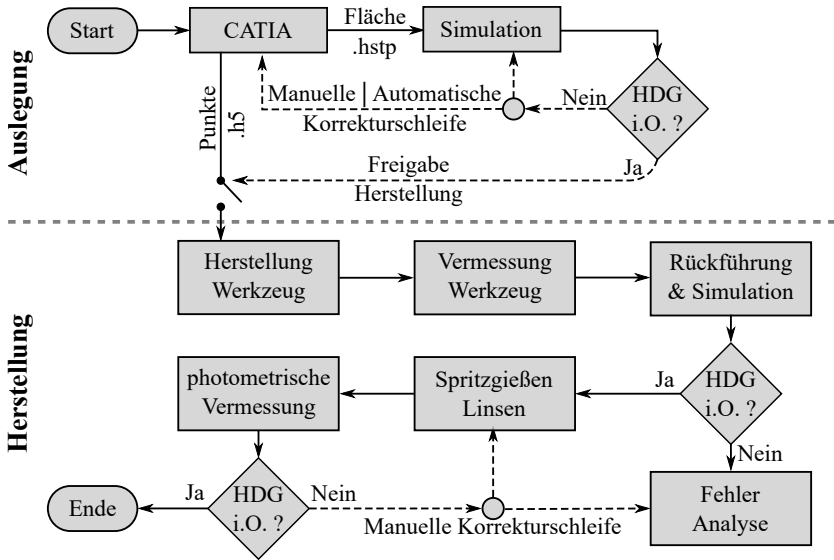 Auslegung
Start
CATIA
Fläche
.hstp
Simulation
Punkte
.h5
Manuelle | Automatische
Korrekturschleife
Nein
HDG
i.O. ?
Ja
Freigabe
Herstellung
Herstellung
Herstellung
Werkzeug
Vermessung
Werkzeug
Rückführung
& Simulation
photometrische
Vermessung
Spritzgießen
Linsen
Ja
HDG
i.O. ?
Nein
Ende
Ja
HDG
i.O. ?
Nein
Manuelle Korrekturschleife
Fehler
Analyse